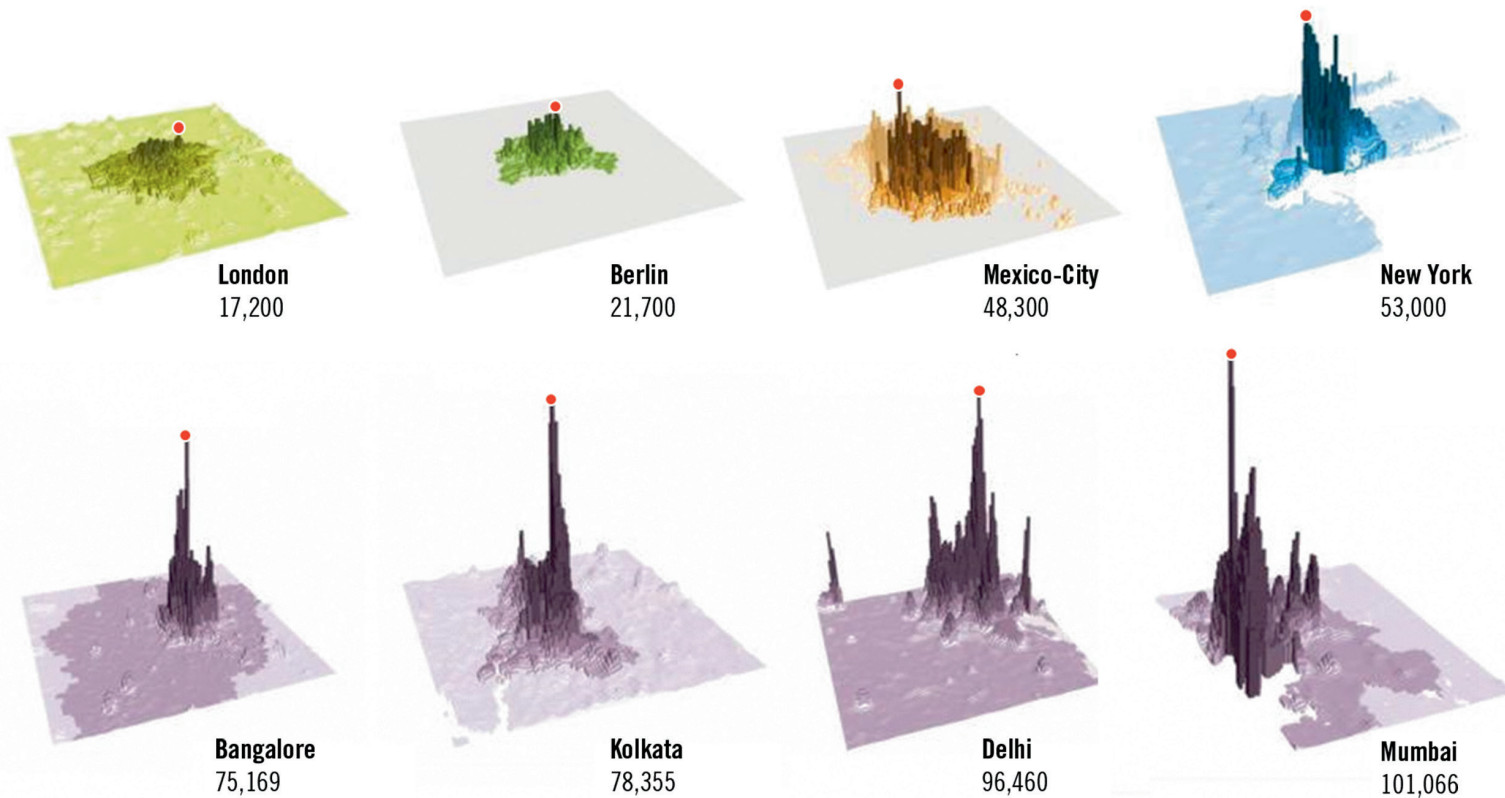 London
17,200
Berlin
21,700
Mexico-City
48,300
New York
53,000
Bangalore
75,169
Kolkata
78,355
Delhi
96,460
Mumbai
101,066